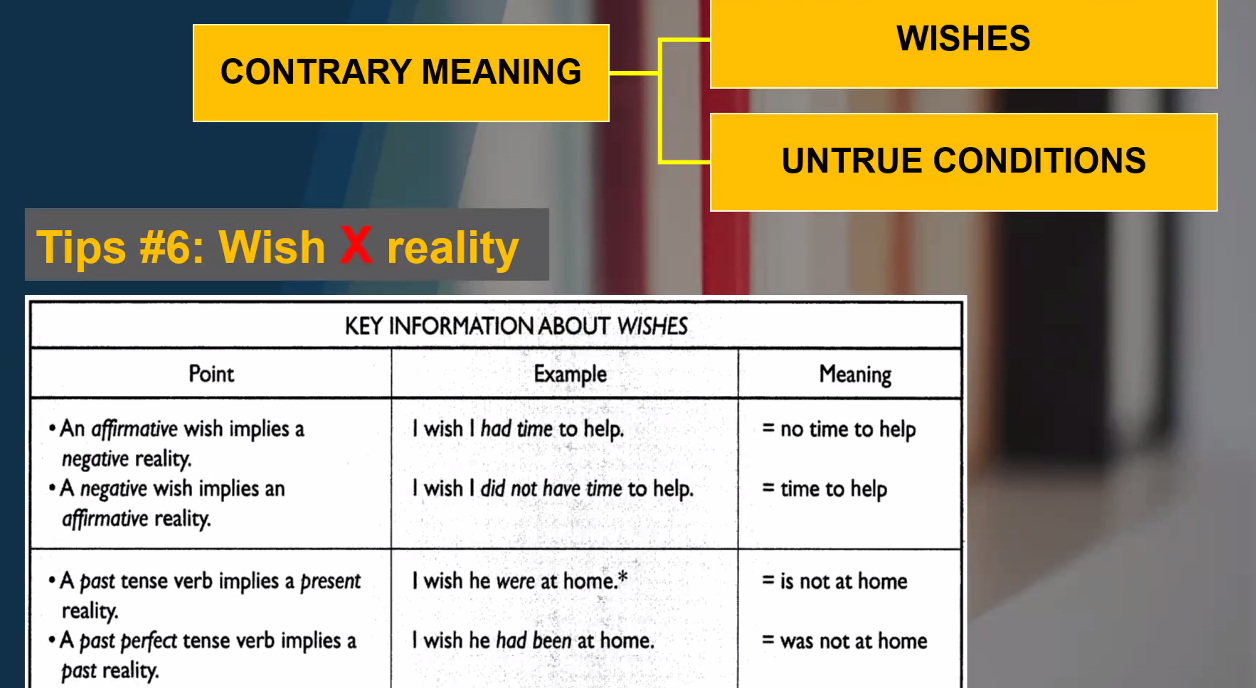 CONTRARY MEANING
WISHES
UNTRUE CONDITIONS
Tips #6: Wish X reality
KEY INFORMATION ABOUT WISHES
Point Example Meaning
• An affirmative wish implies a I wish I had time to help. = no time to help
negative reality.
• A negative wish implies an I wish I did not have time to help. = time to help
affirmative reality.
• A past tense verb implies a present I wish he were at home.* = is not at home
reality.
• A past perfect tense verb implies a I wish he had been at home. = was not at home
past reality.